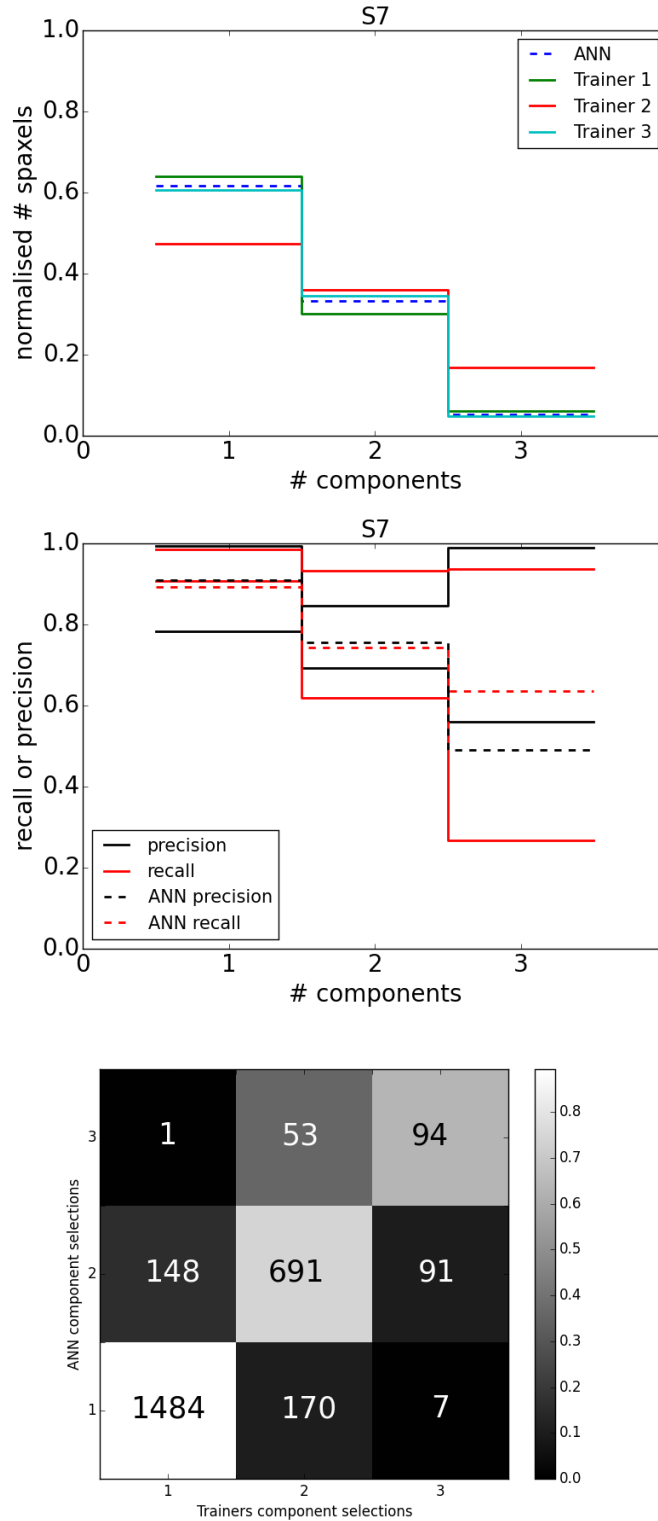 S7
1.0
0.8
0.6
0.4
0.2
0.0
normalised # spaxels
ANN
Trainer 1
Trainer 2
Trainer 3
0 1 2 3
# components
S7
1.0
0.8
0.6
0.4
0.2
0.0
recall or precision
precision
recall
ANN precision
ANN recall
0 1 2 3
# components
3
2
1
ANN component selections
1 53 94
148 691 91
1484 170 7
1 2 3
Trainers component selections
0.8
0.7
0.6
0.5
0.4
0.3
0.2
0.1
0.0